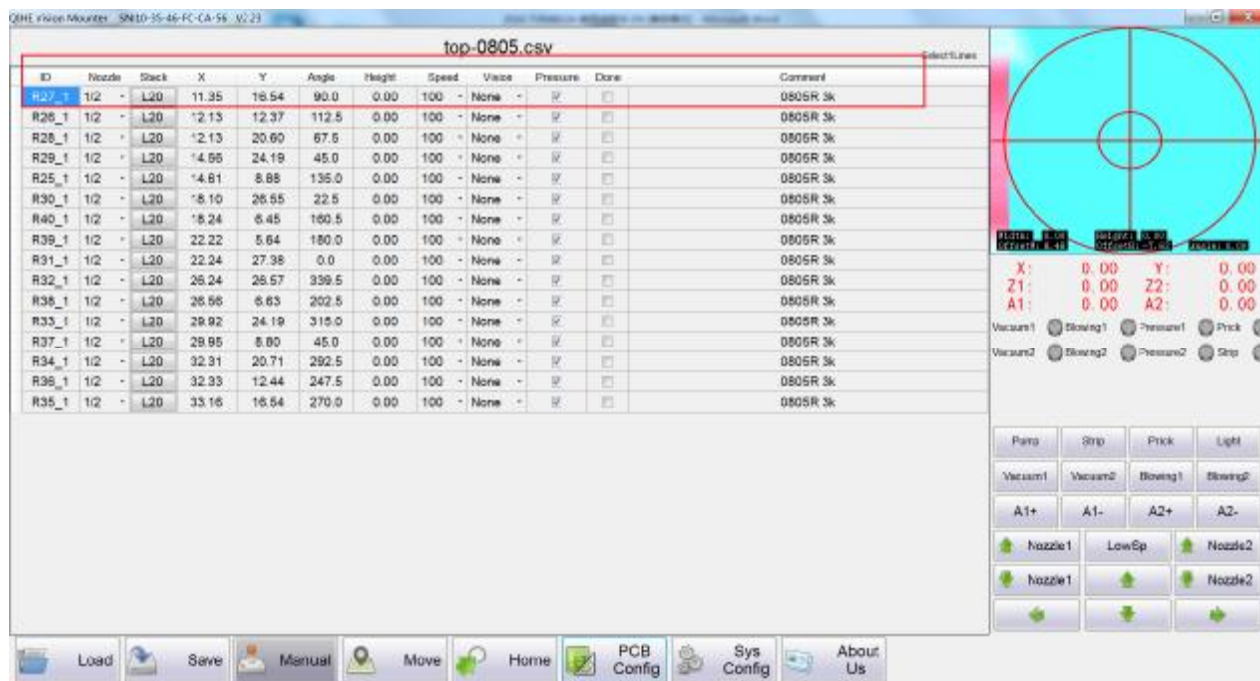 QIHE Vision Mounter SN:10-35-46-FC-CA-56 V2.23
top-0805.csv
Select1Lines
ID Nozzle Stack X Y Angle Height Speed Vision Pressure Done Comment
R27_1 1/2 L20 11.35 16.54 90.0 0.00 100 None 0805R 3k
R26_1 1/2 L20 12.13 12.37 112.5 0.00 100 None 0805R 3k
R28_1 1/2 L20 12.13 20.60 67.5 0.00 100 None 0805R 3k
R29_1 1/2 L20 14.56 24.19 45.0 0.00 100 None 0805R 3k
R25_1 1/2 L20 14.61 8.88 135.0 0.00 100 None 0805R 3k
R30_1 1/2 L20 18.10 26.55 22.5 0.00 100 None 0805R 3k
R40_1 1/2 L20 18.24 6.45 160.5 0.00 100 None 0805R 3k
R39_1 1/2 L20 22.22 5.64 180.0 0.00 100 None 0805R 3k
R31_1 1/2 L20 22.24 27.38 0.0 0.00 100 None 0805R 3k
R32_1 1/2 L20 26.24 26.57 339.5 0.00 100 None 0805R 3k
R38_1 1/2 L20 26.56 6.63 202.5 0.00 100 None 0805R 3k
R33_1 1/2 L20 29.92 24.19 315.0 0.00 100 None 0805R 3k
R37_1 1/2 L20 29.95 8.80 45.0 0.00 100 None 0805R 3k
R34_1 1/2 L20 32.31 20.71 292.5 0.00 100 None 0805R 3k
R36_1 1/2 L20 32.33 12.44 247.5 0.00 100 None 0805R 3k
R35_1 1/2 L20 33.16 16.54 270.0 0.00 100 None 0805R 3k
X: 0.00 Y: 0.00
Z1: 0.00 Z2: 0.00
A1: 0.00 A2: 0.00
Vacuum1 Blowing1 Pressure1 Prick
Vacuum2 Blowing2 Pressure2 Strip
Pump Strip Prick Light
Vacuum1 Vacuum2 Blowing1 Blowing2
A1+ A1- A2+ A2-
Nozzle1 LowSp Nozzle2
Nozzle1 Nozzle2
Load Save Manual Move Home PCB Config Sys Config About Us